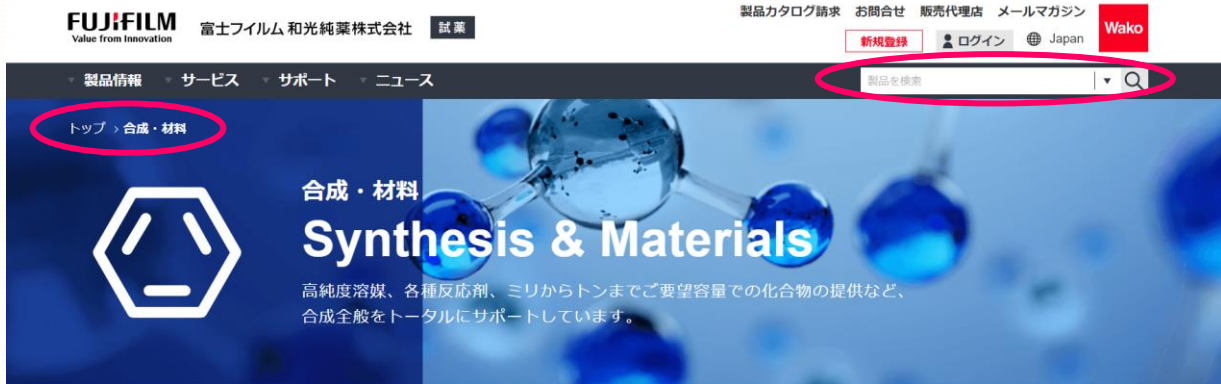 製品カタログ請求 お問合せ 販売代理店 メールマガジン
FUJIFILM
Value from Innovation
富士フイルム 和光純薬株式会社 試薬
新規登録 ログイン Japan
Wako
製品情報 サービス サポート ニュース
製品を検索
トップ › 合成・材料
合成・材料
Synthesis & Materials
高純度溶媒、各種反応剤、ミリからトンまでご要望容量での化合物の提供など、
合成全般をトータルにサポートしています。